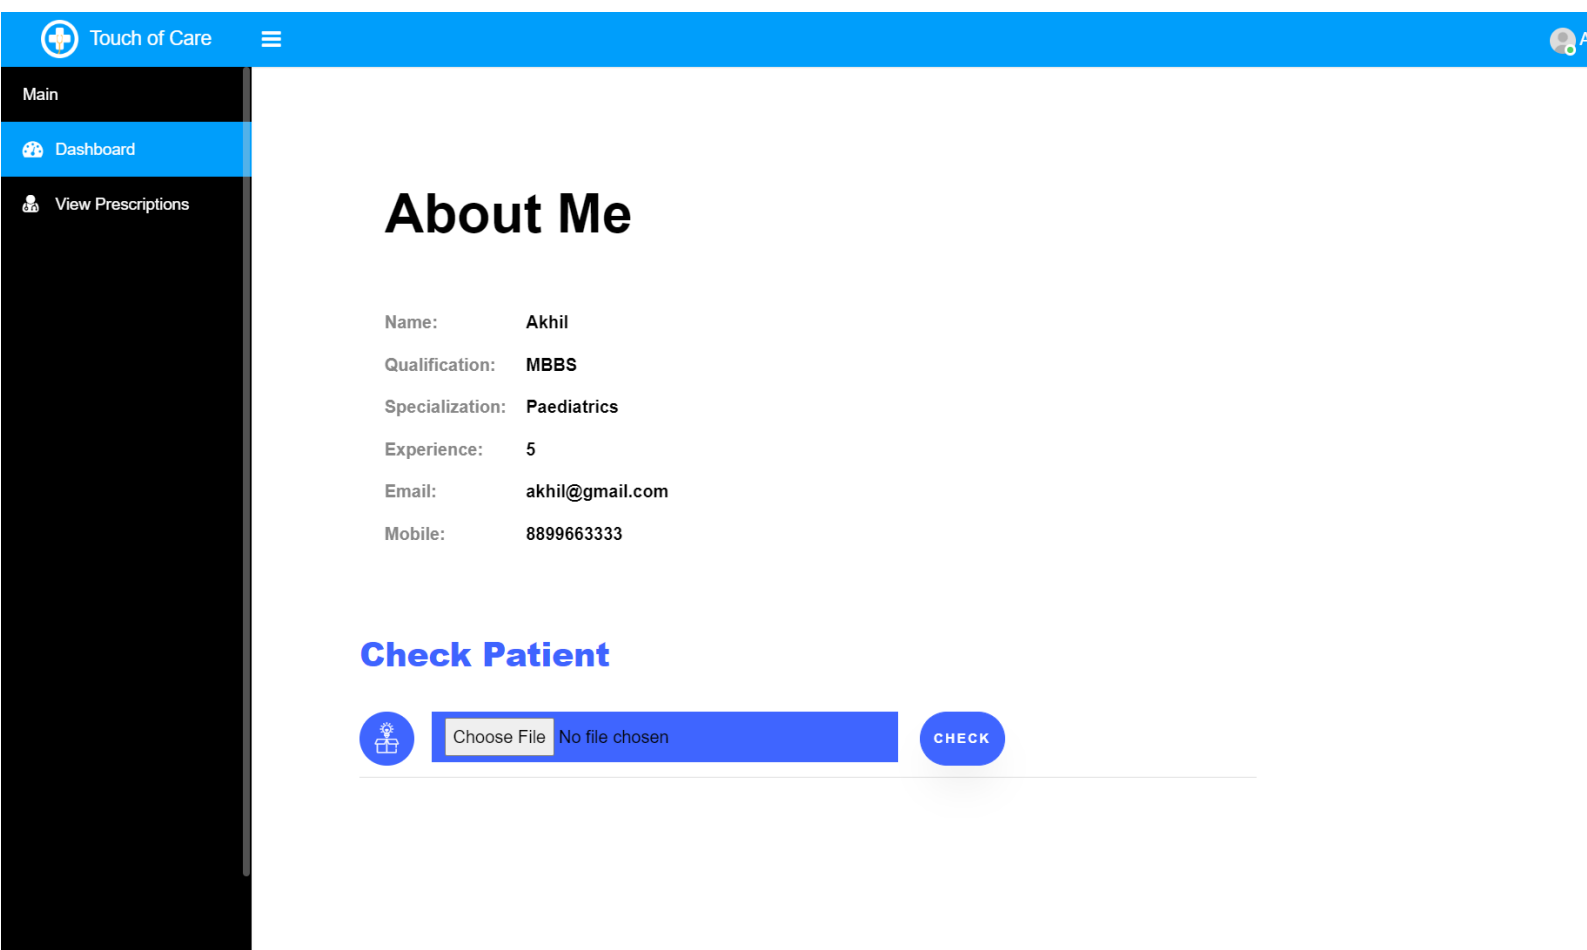 Touch of Care
A
Main
Dashboard
View Prescriptions
About Me
Name: Akhil
Qualification: MBBS
Specialization: Paediatrics
Experience: 5
Email: akhil@gmail.com
Mobile: 8899663333
Check Patient
Choose File No file chosen
CHECK